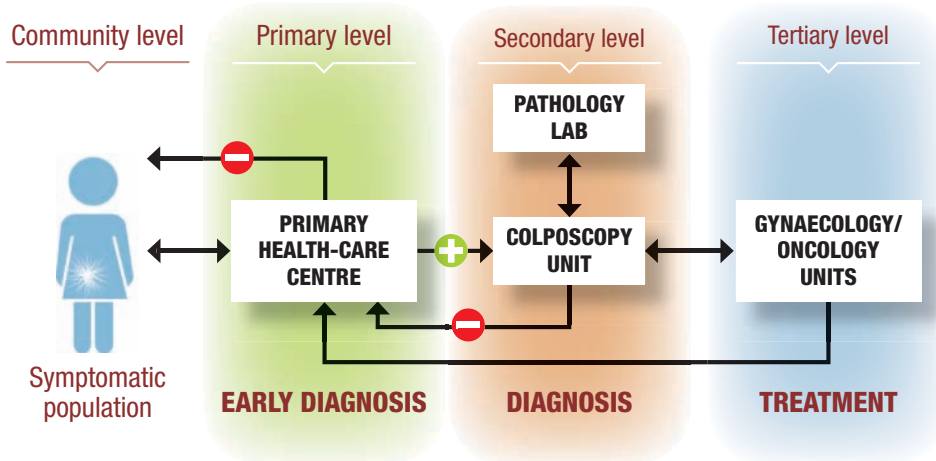 Community level
Primary level
Secondary level
Tertiary level
PATHOLOGY
LAB
PRIMARY
HEALTH-CARE
CENTRE
COLPOSCOPY
UNIT
GYNAECOLOGY/
ONCOLOGY
UNITS
Symptomatic
population
EARLY DIAGNOSIS
DIAGNOSIS
TREATMENT